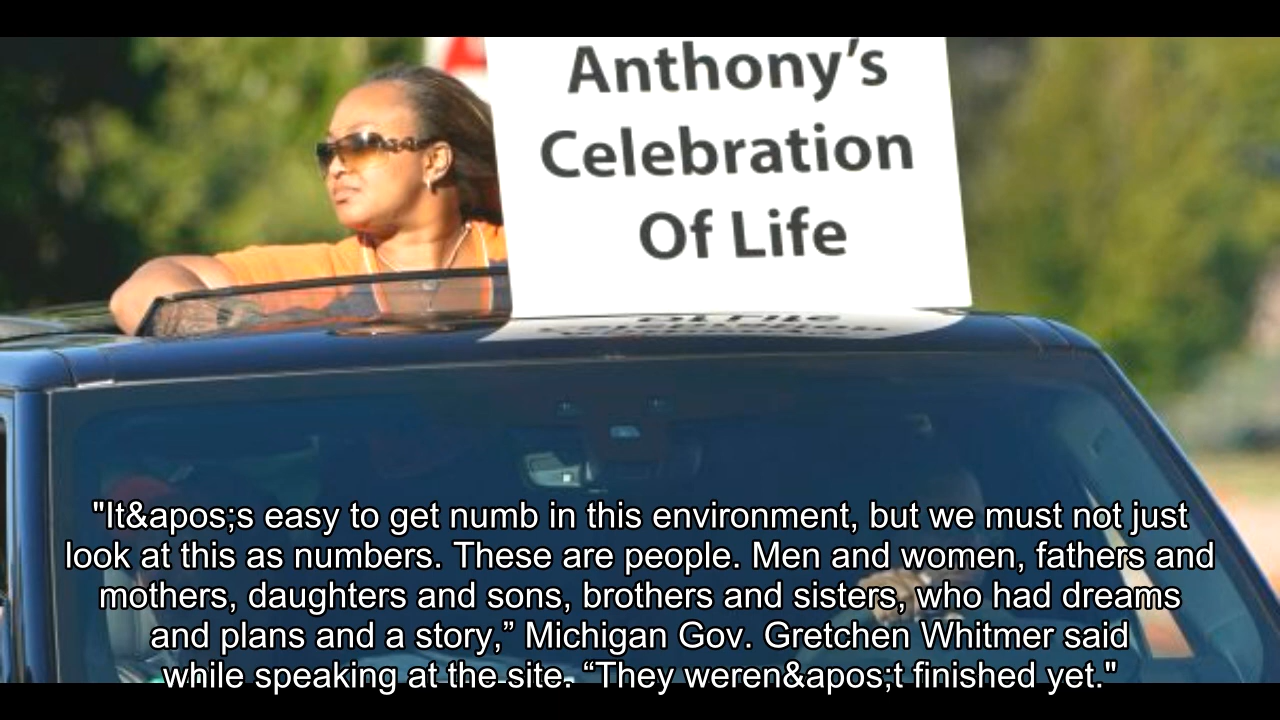 Anthony’s
Celebration
Of Life
"It&apos;s easy to get numb in this environment, but we must not just
look at this as numbers. These are people. Men and women, fathers and
mothers, daughters and sons, brothers and sisters, who had dreams
and plans and a story,” Michigan Gov. Gretchen Whitmer said
while speaking at the site. “They weren&apos;t finished yet."